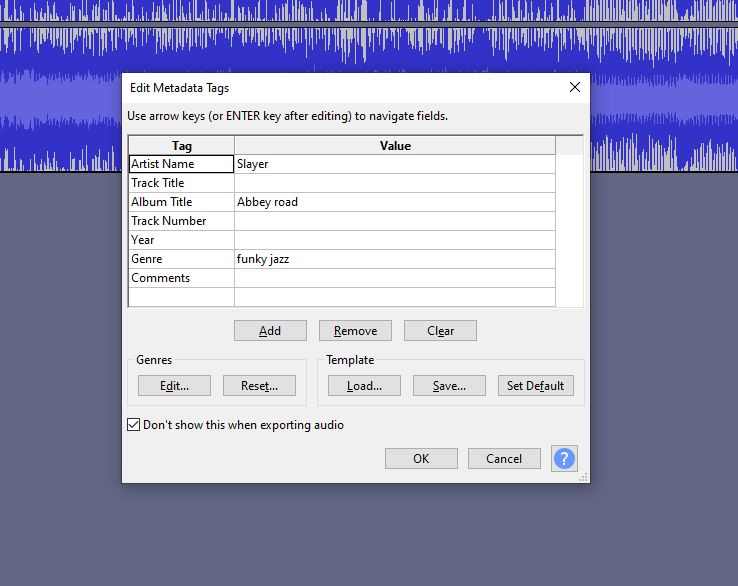 Edit Metadata Tags
Use arrow keys (or ENTER key after editing) to navigate fields.
Tag Value
Artist Name Slayer
Track Title
Album Title Abbey road
Track Number
Year
Genre funky jazz
Comments
Add Remove Clear
Genres Template
Edit... Reset... Load... Save... Set Default
Don't show this when exporting audio
OK Cancel ?